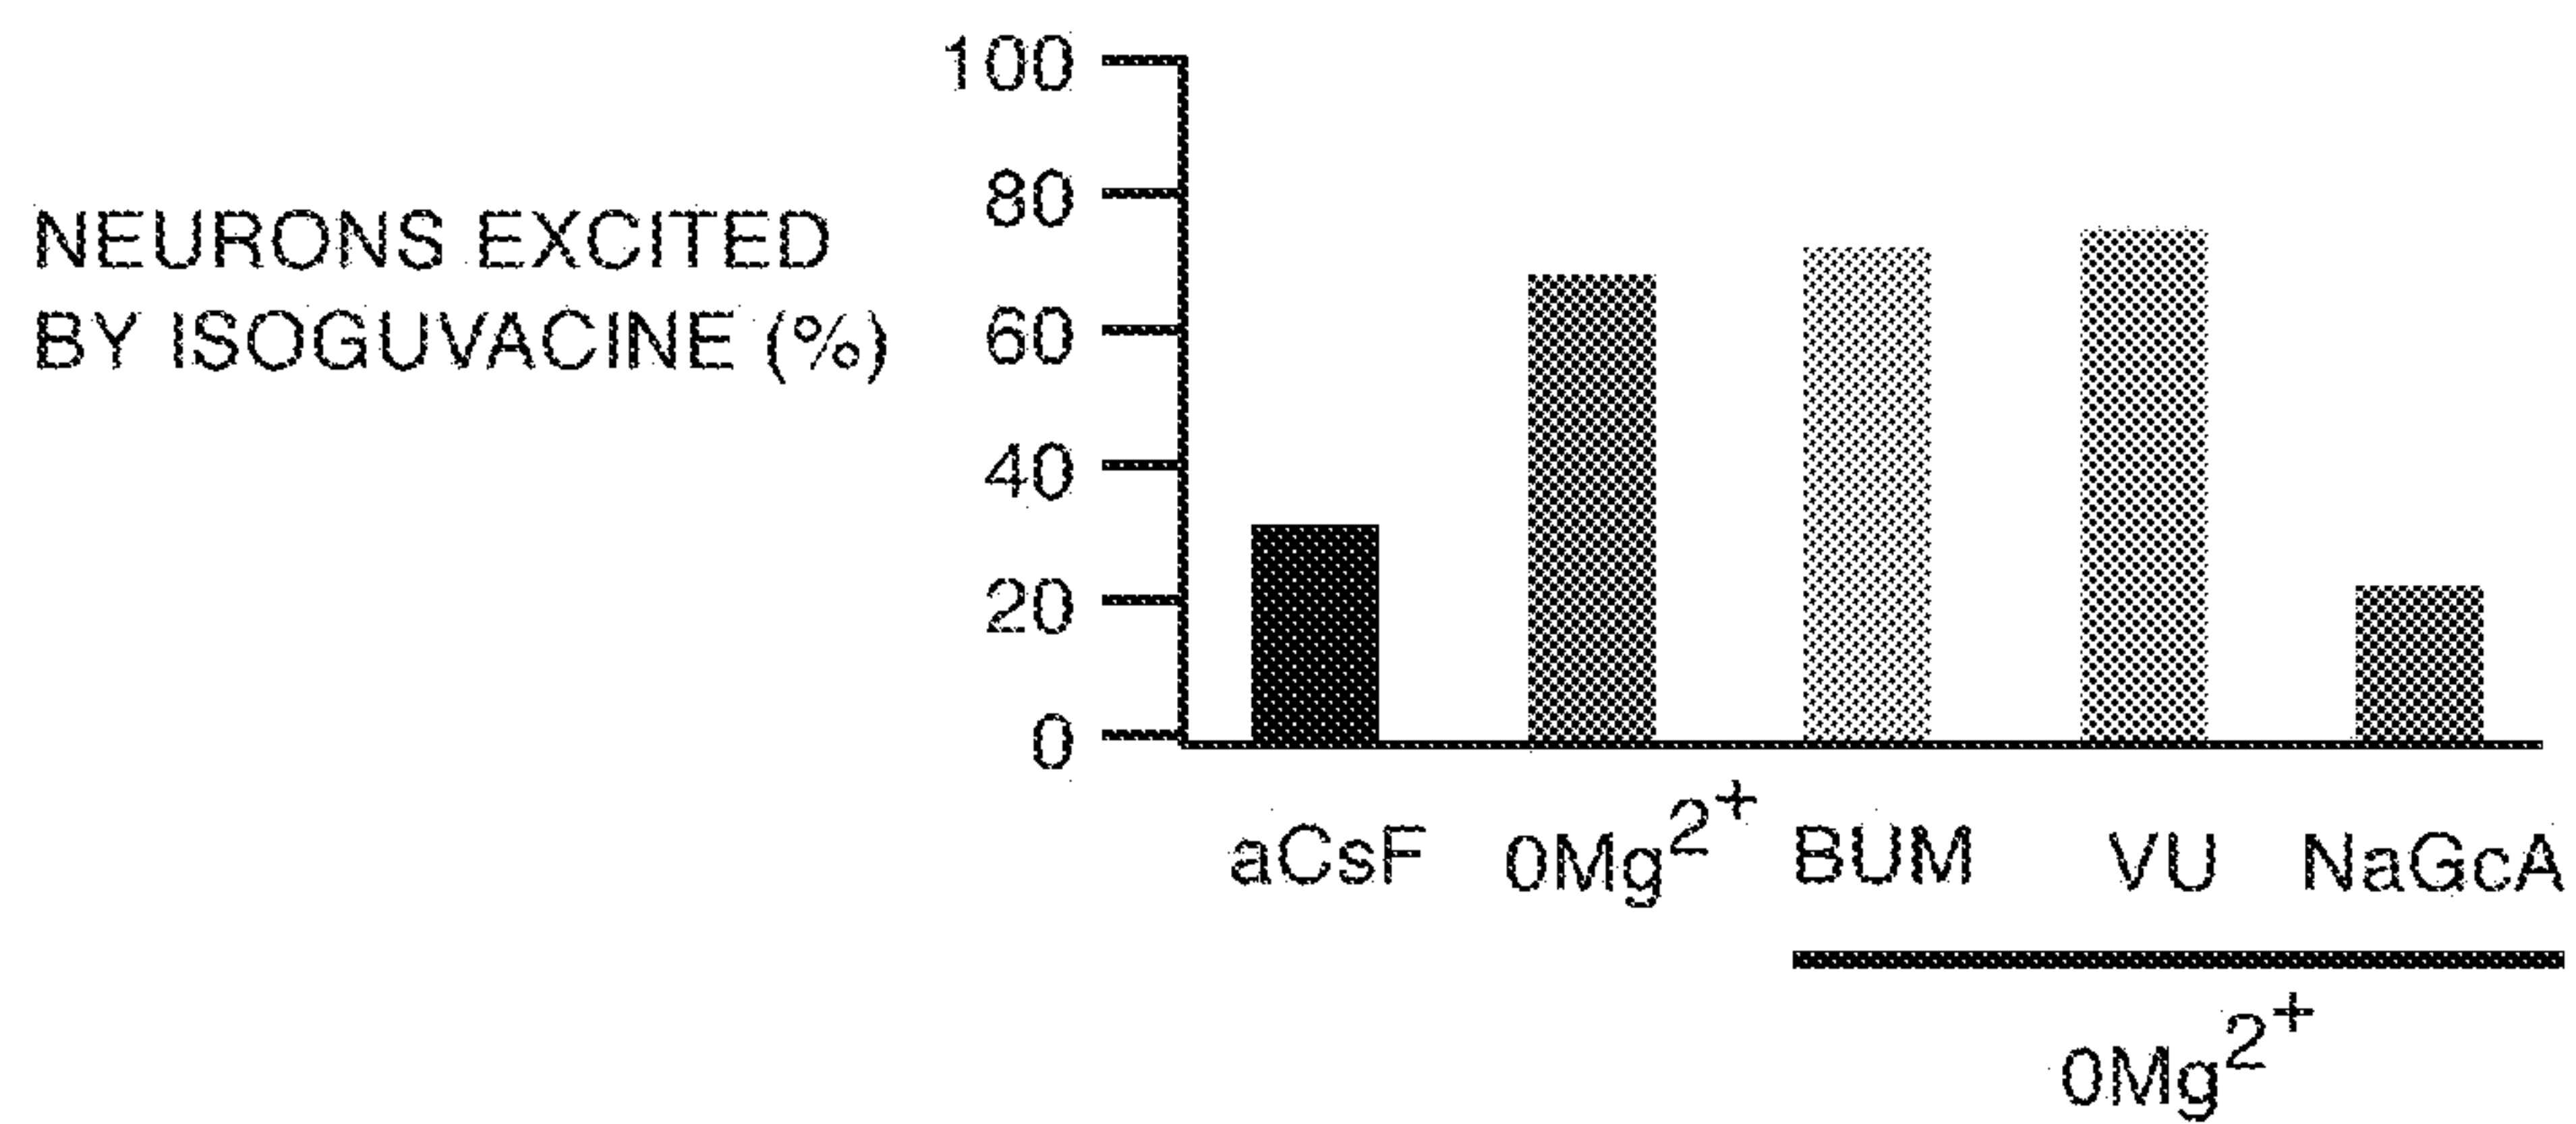 100
80
NEURONS EXCITED
BY ISOGUVACINE (%)
60
40
20
0
aCsF 0Mg²⁺ BUM VU NaGcA
0Mg²⁺